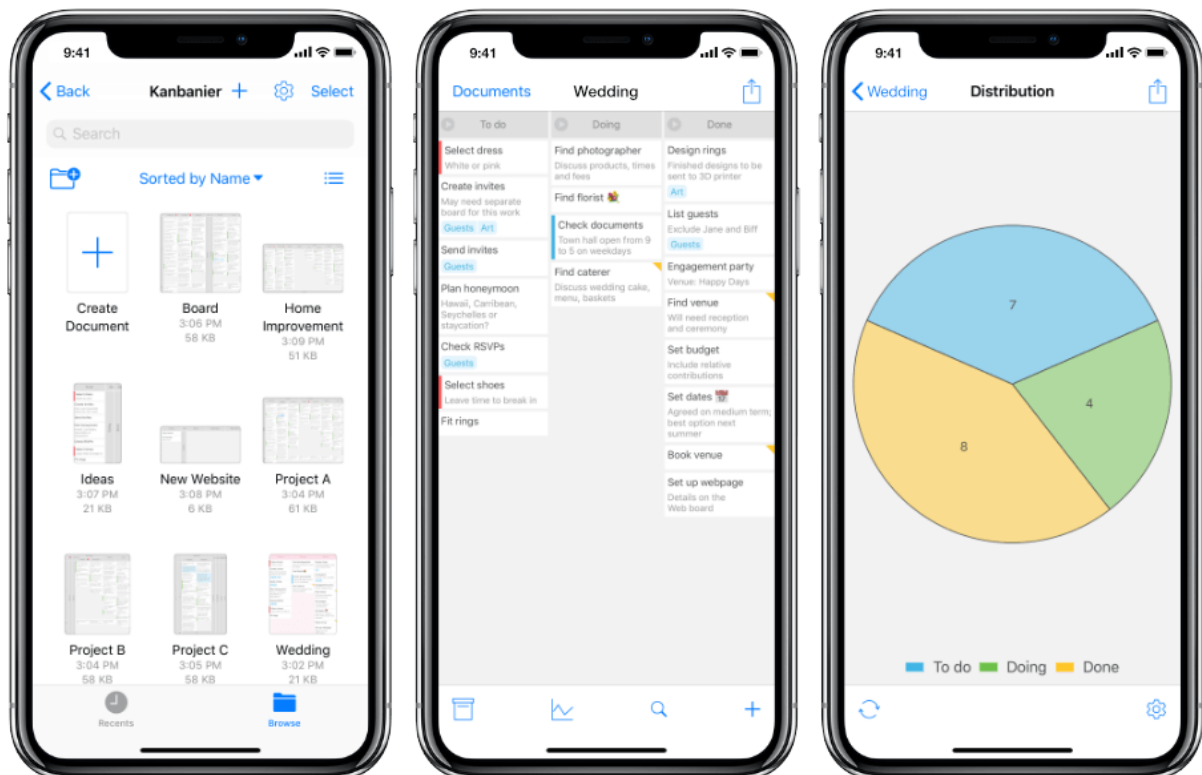 9:41
Back
Kanbanier
Select
Search
Sorted by Name
Create
Document
Board
3:06 PM
58 KB
Home
Improvement
3:09 PM
51 KB
Ideas
3:07 PM
21 KB
New Website
3:08 PM
6 KB
Project A
3:04 PM
61 KB
Project B
3:04 PM
58 KB
Project C
3:05 PM
58 KB
Wedding
3:02 PM
21 KB
Recents
Browse
9:41
Documents
Wedding
To do
Select dress
White or pink
Create invites
May need separate
board for this work
Guests Art
Send invites
Guests
Plan honeymoon
Hawaii, Carribean,
Seychelles or
staycation?
Check RSVPs
Guests
Select shoes
Leave time to break in
Fit rings
Doing
Find photographer
Discuss products, times
and fees
Find florist 💐
Check documents
Town hall open from 9
to 5 on weekdays
Find caterer
Discuss wedding cake,
menu, baskets
Done
Design rings
Finished designs to be
sent to 3D printer
Art
List guests
Exclude Jane and Biff
Guests
Engagement party
Venue: Happy Days
Find venue
Will need reception
and ceremony
Set budget
Include relative
contributions
Set dates 📆
Agreed on medium term;
best option next
summer
Book venue
Set up webpage
Details on the
Web board
9:41
Wedding
Distribution
7
4
8
To do
Doing
Done